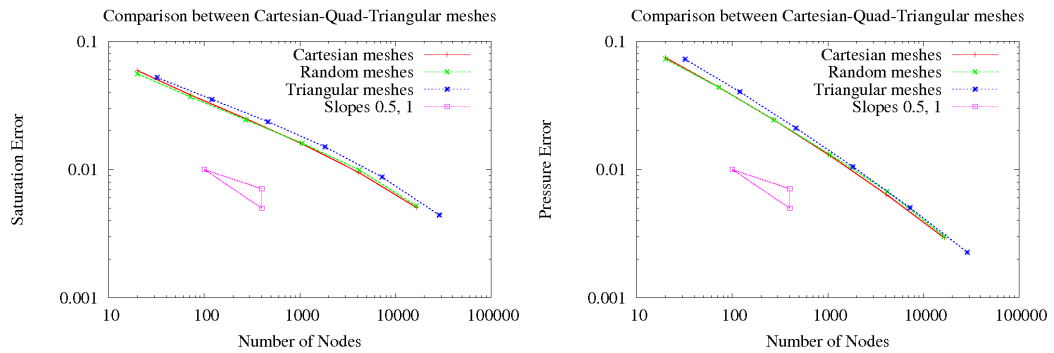 Comparison between Cartesian-Quad-Triangular meshes
0.1
Cartesian meshes
Random meshes
Triangular meshes
Slopes 0.5, 1
Saturation Error
0.01
0.001
10
100
1000
10000
100000
Number of Nodes
Comparison between Cartesian-Quad-Triangular meshes
0.1
Cartesian meshes
Random meshes
Triangular meshes
Slopes 0.5, 1
Pressure Error
0.01
0.001
10
100
1000
10000
100000
Number of Nodes